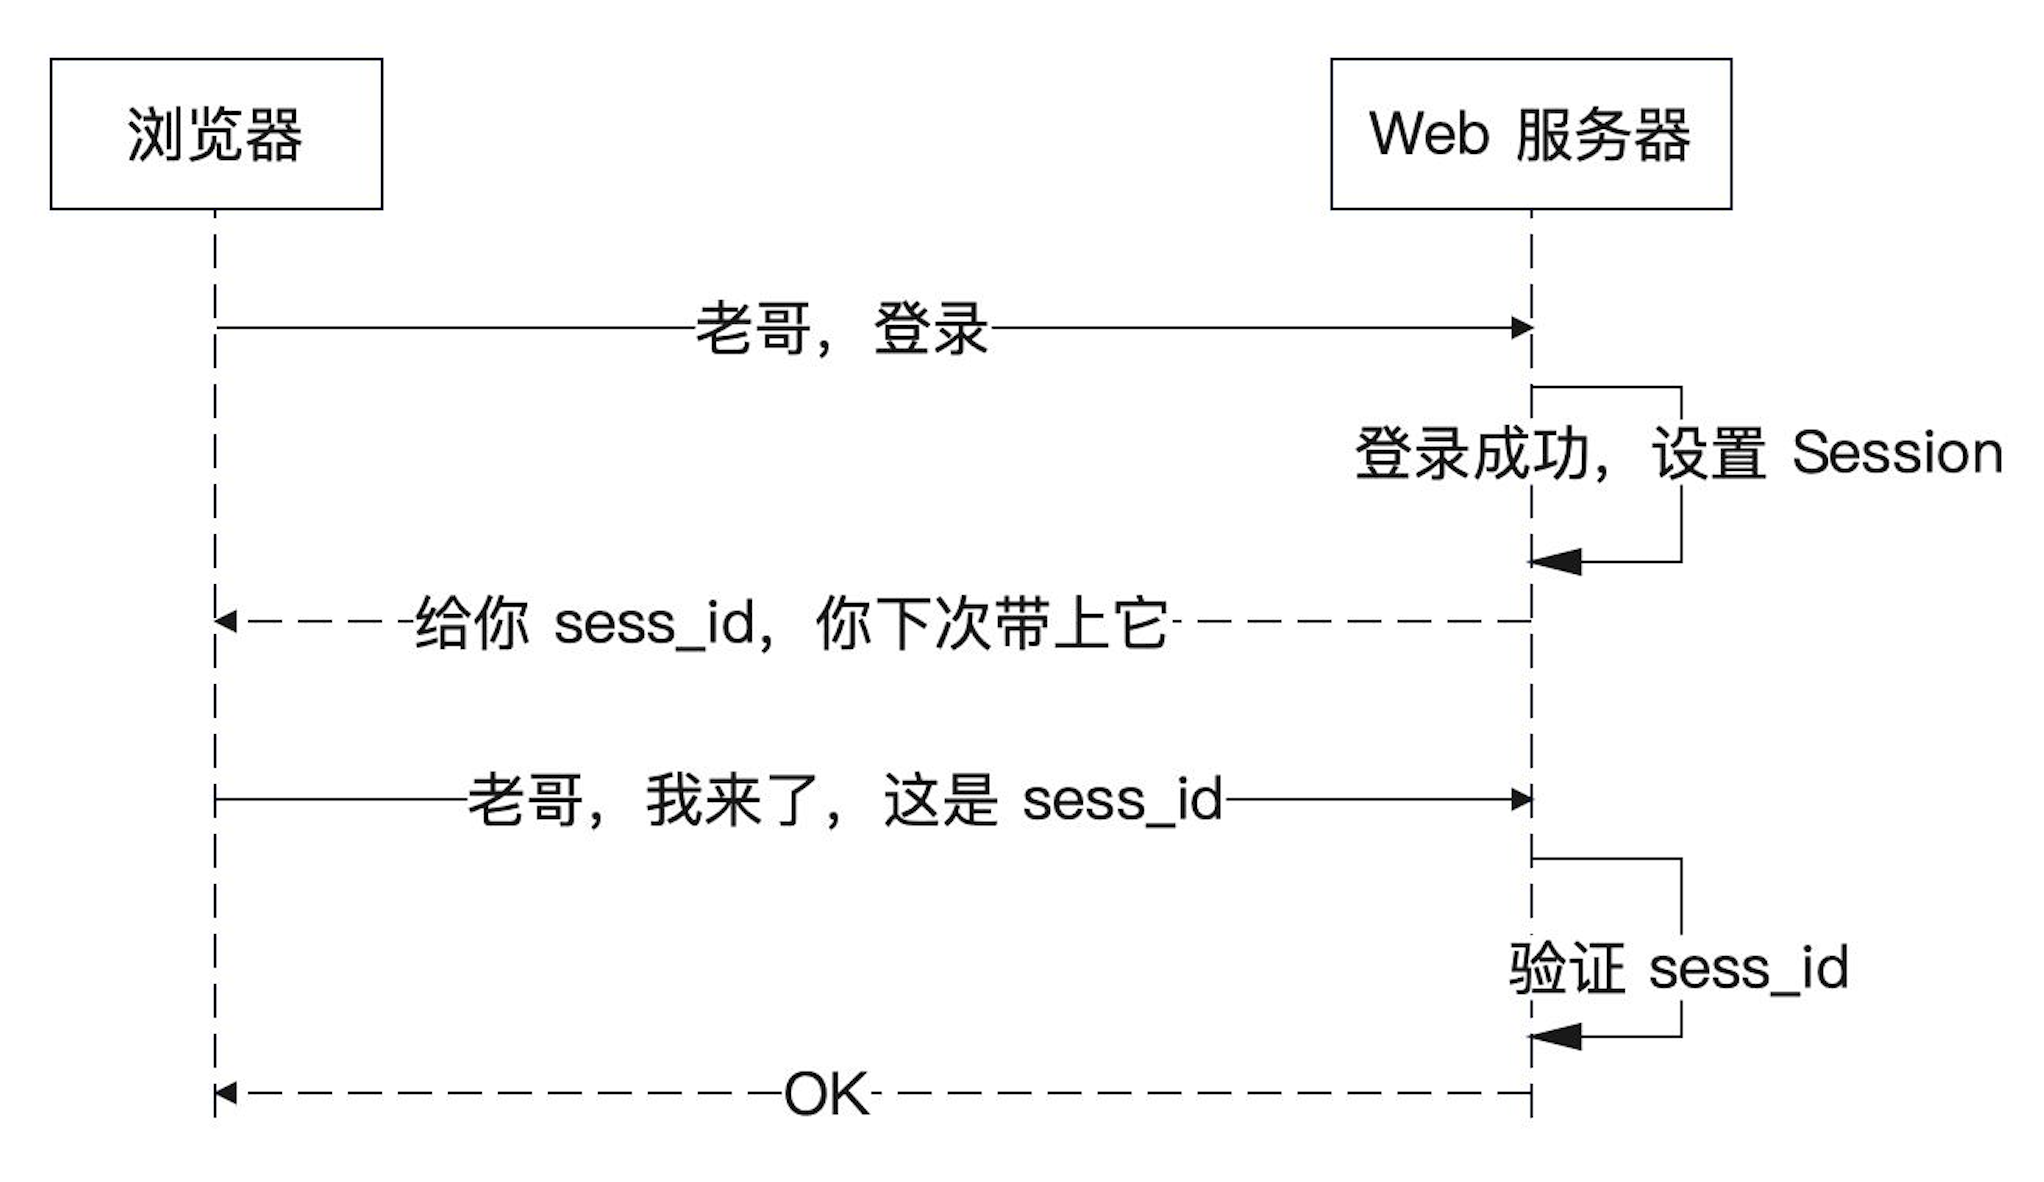 浏览器
Web 服务器
老哥，登录
登录成功，设置 Session
给你 sess_id，你下次带上它
老哥，我来了，这是 sess_id
验证 sess_id
OK